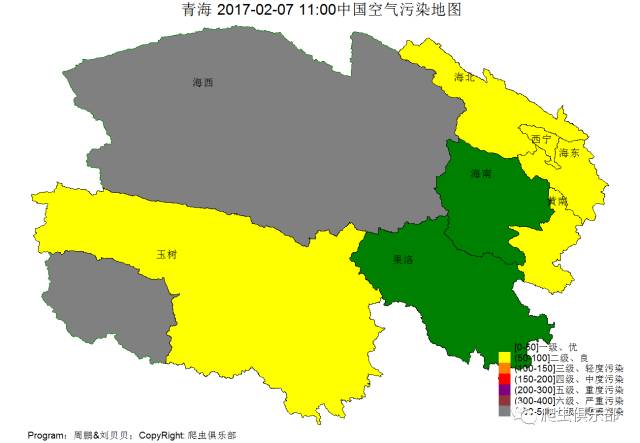 青海 2017-02-07 11:00中国空气污染地图
海西
海北
西宁
海东
海南
黄南
玉树
果洛
[0-50]一级、优
(50-100]二级、良
(100-150]三级、轻度污染
(150-200]四级、中度污染
(200-300]五级、重度污染
(300-400]六级、严重污染
爬虫俱乐部
Program：周鹏&刘贝贝；CopyRight: 爬虫俱乐部